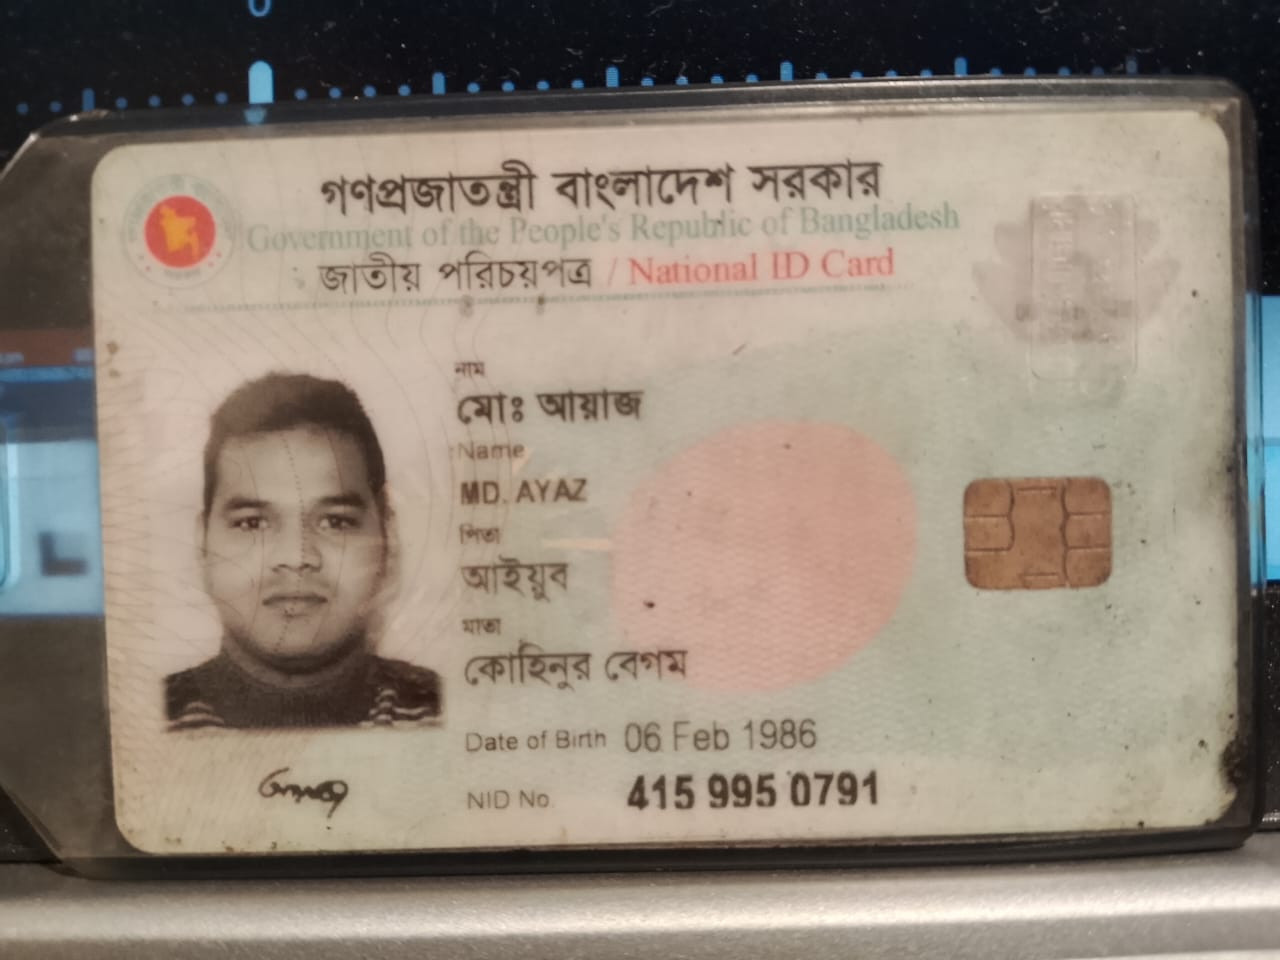 গণপ্রজাতন্ত্রী বাংলাদেশ সরকার
Government of the People's Republic of Bangladesh
জাতীয় পরিচয়পত্র / National ID Card
নাম
মোঃ আয়াজ
Name
MD. AYAZ
পিতা
আইয়ুব
মাতা
কোহিনুর বেগম
Date of Birth 06 Feb 1986
NID No. 415 995 0791